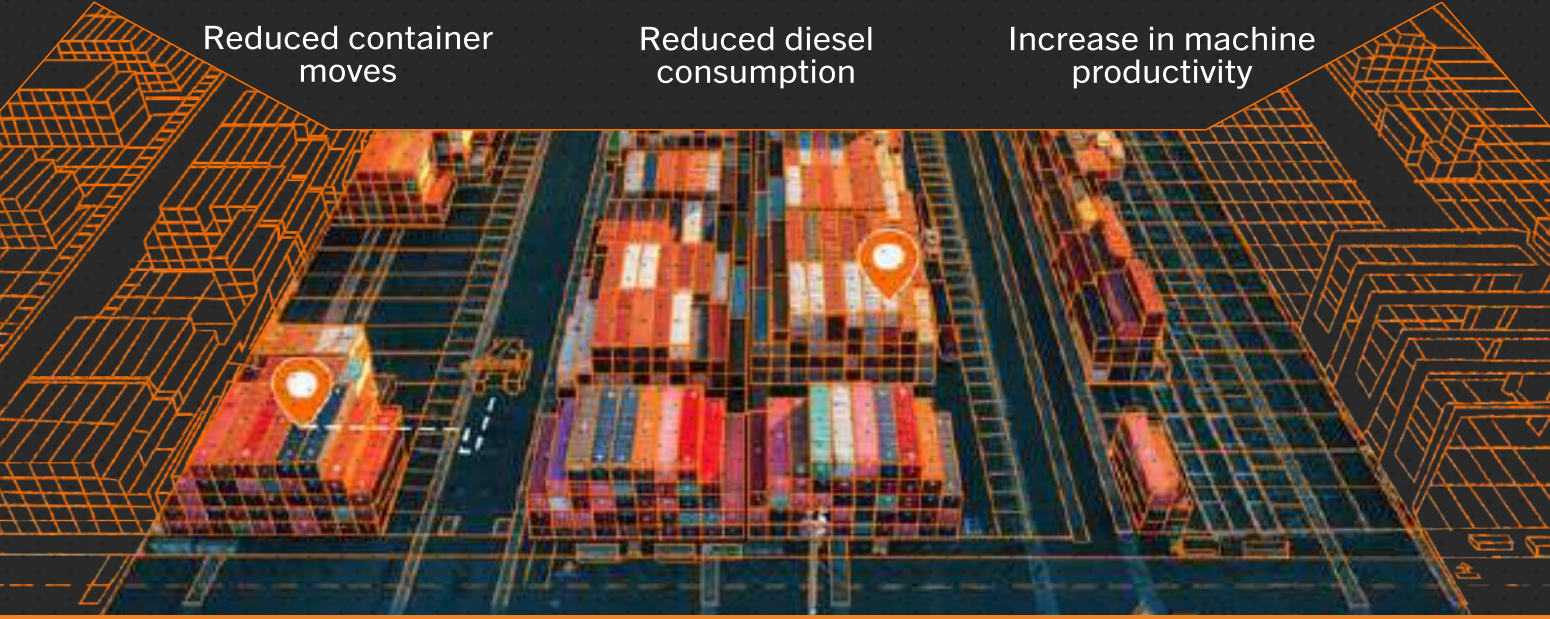 Reduced container
moves
Reduced diesel
consumption
Increase in machine
productivity